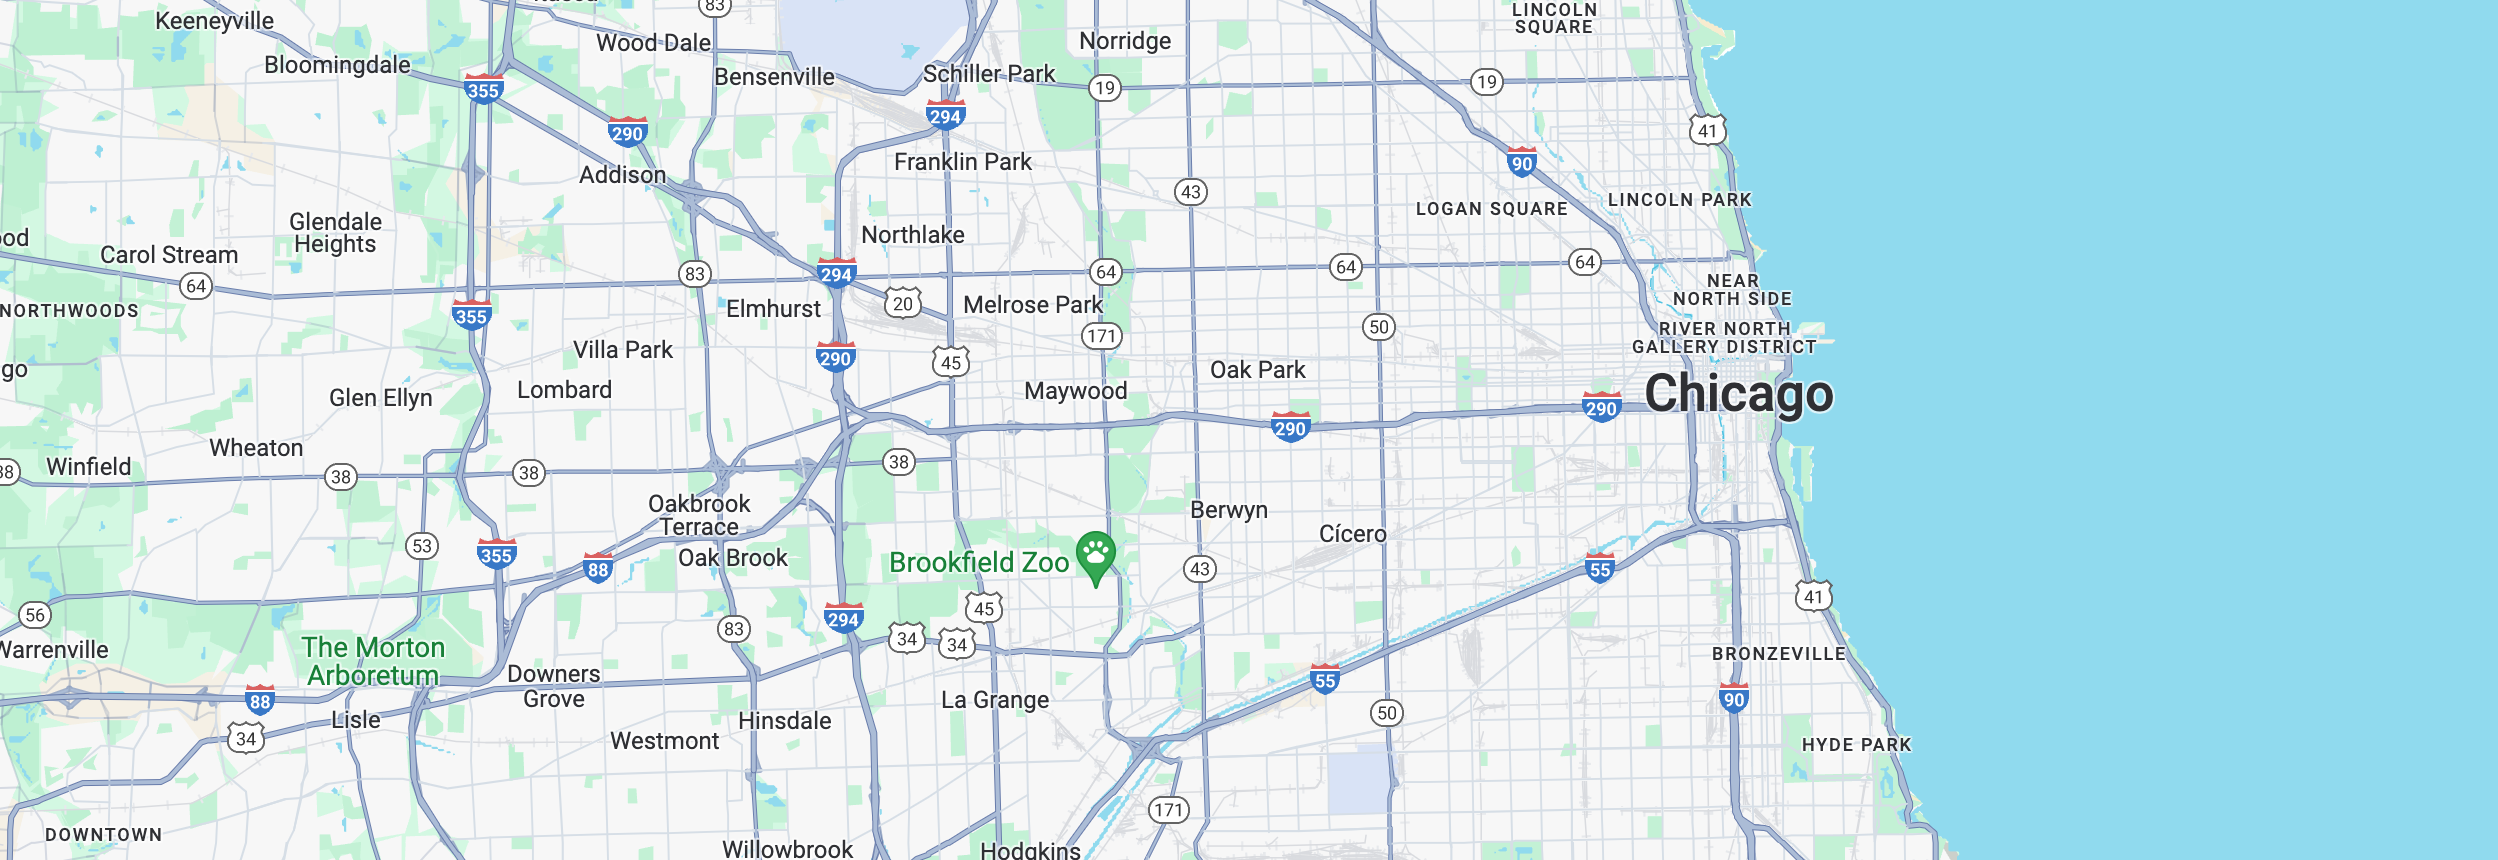 Keeneyville
83
LINCOLN
SQUARE
Wood Dale
Norridge
Bloomingdale
Bensenville
Schiller Park
355
19
19
290
294
41
Addison
Franklin Park
90
43
LINCOLN PARK
LOGAN SQUARE
Glendale
Heights
Northlake
Carol Stream
64
83
294
64
64
64
NEAR
NORTH SIDE
NORTHWOODS
355
Elmhurst
20
Melrose Park
171
50
RIVER NORTH
GALLERY DISTRICT
Villa Park
290
45
Oak Park
Glen Ellyn
Lombard
Maywood
Chicago
290
290
Wheaton
Winfield
38
38
38
38
Oakbrook
Terrace
Berwyn
Cícero
53
355
88
Oak Brook
Brookfield Zoo
43
55
56
83
294
45
41
34
34
Warrenville
The Morton
Arboretum
BRONZEVILLE
Downers
Grove
55
88
La Grange
90
34
Lisle
Hinsdale
50
Westmont
HYDE PARK
171
DOWNTOWN
Willowbrook
Hodgkins